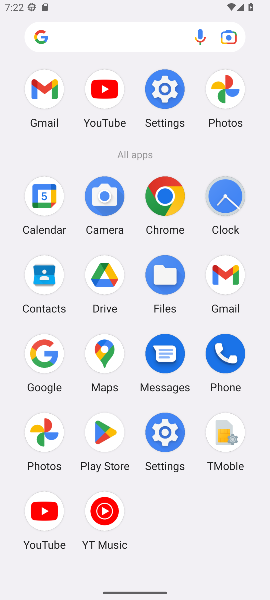 7:22
Gmail YouTube Settings Photos
All apps
5
Calendar Camera Chrome Clock
Contacts Drive Files Gmail
Google Maps Messages Phone
Photos Play Store Settings TMoble
YouTube YT Music